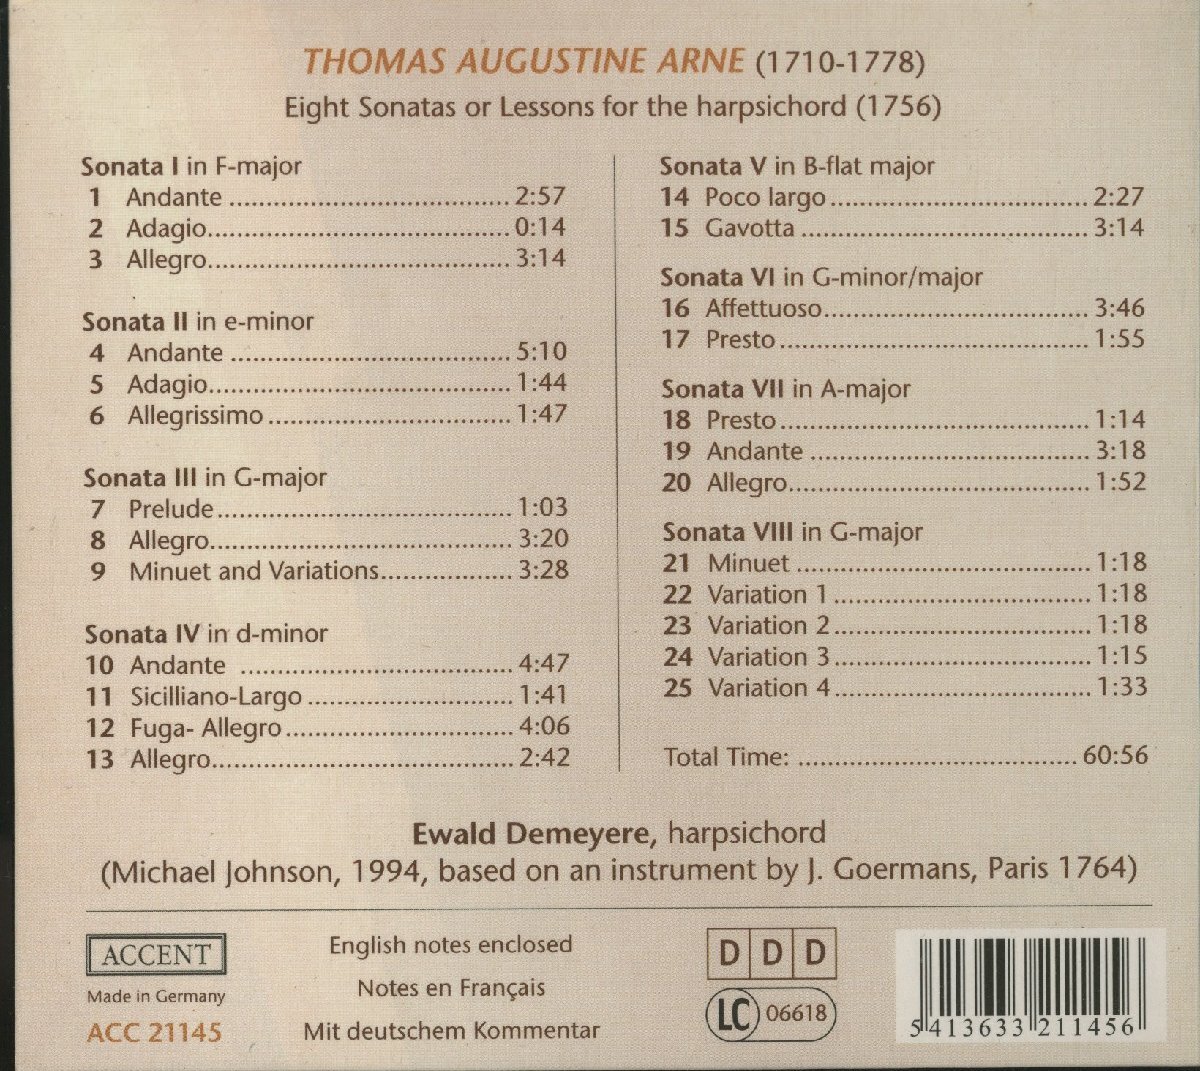 THOMAS AUGUSTINE ARNE (1710-1778)
Eight Sonatas or Lessons for the harpsichord (1756)
Sonata I in F-major
1 Andante 2:57
2 Adagio 0:14
3 Allegro 3:14
Sonata II in e-minor
4 Andante 5:10
5 Adagio 1:44
6 Allegrissimo 1:47
Sonata III in G-major
7 Prelude 1:03
8 Allegro 3:20
9 Minuet and Variations 3:28
Sonata IV in d-minor
10 Andante 4:47
11 Sicilliano-Largo 1:41
12 Fuga- Allegro 4:06
13 Allegro 2:42
Sonata V in B-flat major
14 Poco largo 2:27
15 Gavotta 3:14
Sonata VI in G-minor/major
16 Affettuoso 3:46
17 Presto 1:55
Sonata VII in A-major
18 Presto 1:14
19 Andante 3:18
20 Allegro 1:52
Sonata VIII in G-major
21 Minuet 1:18
22 Variation 1 1:18
23 Variation 2 1:18
24 Variation 3 1:15
25 Variation 4 1:33
Total Time: 60:56
Ewald Demeyere, harpsichord
(Michael Johnson, 1994, based on an instrument by J. Goermans, Paris 1764)
ACCENT
Made in Germany
ACC 21145
English notes enclosed
Notes en Français
Mit deutschem Kommentar
DDD
LC 06618
5 413633 211456